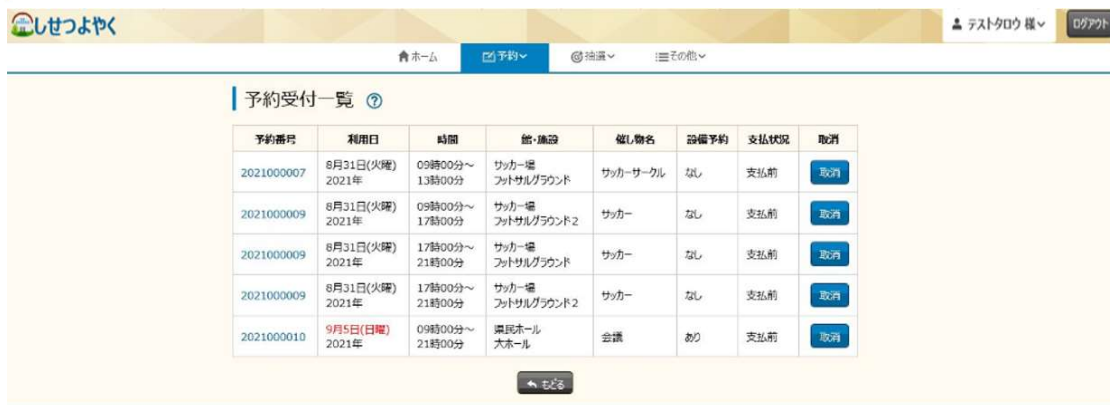 しせつよやく
テストタロウ 様
ログアウト
ホーム 予約 抽選 その他
予約受付一覧 ?
予約番号 利用日 時間 館・施設 催し物名 設備予約 支払状況 取消
2021000007 8月31日(火曜) 09時00分～ サッカー場 サッカーサークル なし 支払前 取消
2021年 13時00分 フットサルグラウンド
2021000009 8月31日(火曜) 09時00分～ サッカー場 サッカー なし 支払前 取消
2021年 17時00分 フットサルグラウンド2
2021000009 8月31日(火曜) 17時00分～ サッカー場 サッカー なし 支払前 取消
2021年 21時00分 フットサルグラウンド
2021000009 8月31日(火曜) 17時00分～ サッカー場 サッカー なし 支払前 取消
2021年 21時00分 フットサルグラウンド2
2021000010 9月5日(日曜) 09時00分～ 県民ホール 会議 あり 支払前 取消
2021年 21時00分 大ホール
もどる